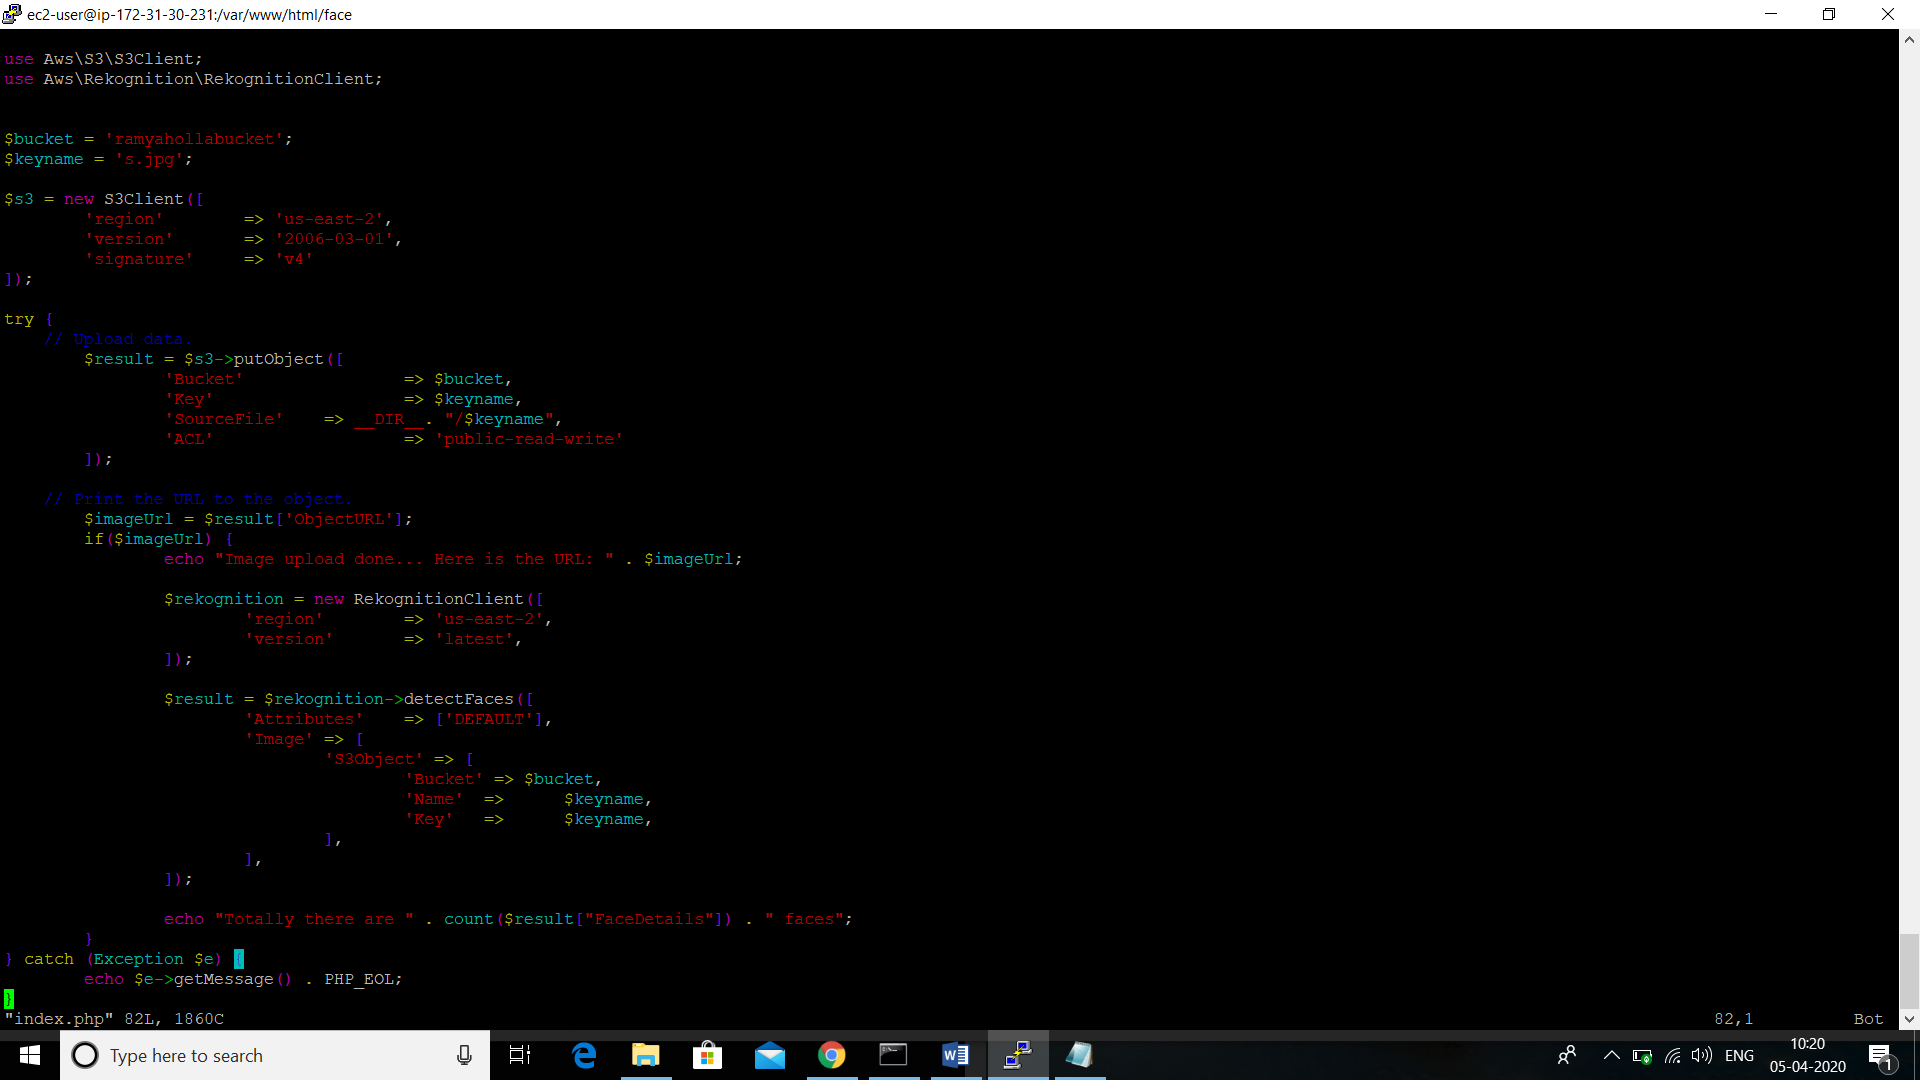 ec2-user@ip-172-31-30-231:/var/www/html/face
use Aws\S3\S3Client;
use Aws\Rekognition\RekognitionClient;
$bucket = 'ramyahollabucket';
$keyname = 's.jpg';
$s3 = new S3Client([
        'region'        => 'us-east-2',
        'version'       => '2006-03-01',
        'signature'     => 'v4'
]);
try {
    // Upload data.
        $result = $s3->putObject([
                'Bucket'                => $bucket,
                'Key'                   => $keyname,
                'SourceFile'    => __DIR__. "/$keyname",
                'ACL'                   => 'public-read-write'
        ]);
    // Print the URL to the object.
        $imageUrl = $result['ObjectURL'];
        if($imageUrl) {
                echo "Image upload done... Here is the URL: " . $imageUrl;
                $rekognition = new RekognitionClient([
                        'region'        => 'us-east-2',
                        'version'       => 'latest',
                ]);
                $result = $rekognition->detectFaces([
                        'Attributes'    => ['DEFAULT'],
                        'Image' => [
                                'S3Object' => [
                                        'Bucket' => $bucket,
                                        'Name'  =>      $keyname,
                                        'Key'   =>      $keyname,
                                ],
                        ],
                ]);
                echo "Totally there are " . count($result["FaceDetails"]) . " faces";
        }
} catch (Exception $e) {
        echo $e->getMessage() . PHP_EOL;
}
"index.php" 82L, 1860C 82,1 Bot
Type here to search
ENG
10:20
05-04-2020
1